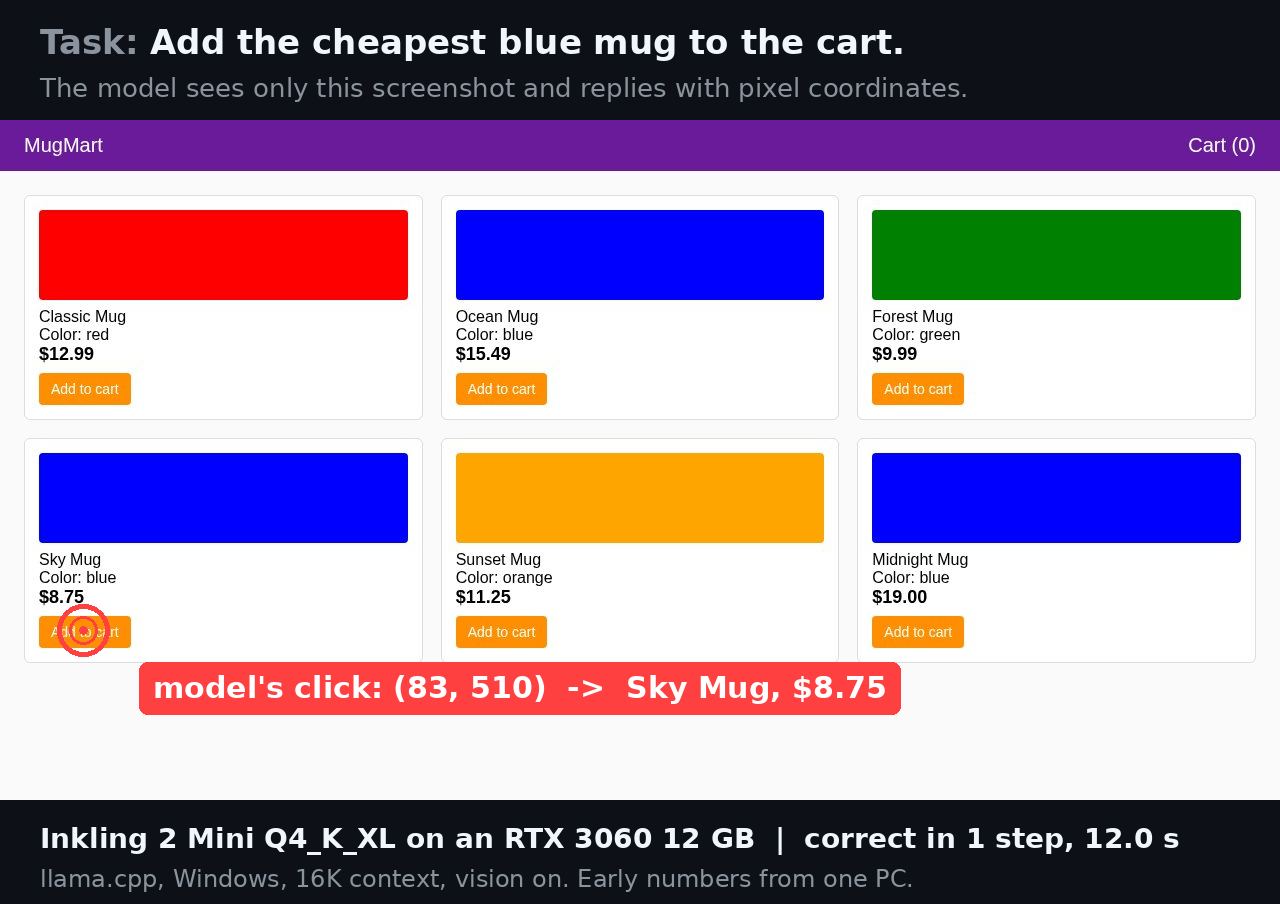 Task: Add the cheapest blue mug to the cart.
The model sees only this screenshot and replies with pixel coordinates.
MugMart
Cart (0)
Classic Mug
Color: red
$12.99
Add to cart
Ocean Mug
Color: blue
$15.49
Add to cart
Forest Mug
Color: green
$9.99
Add to cart
Sky Mug
Color: blue
$8.75
Add to cart
Sunset Mug
Color: orange
$11.25
Add to cart
Midnight Mug
Color: blue
$19.00
Add to cart
model's click: (83, 510)  ->  Sky Mug, $8.75
Inkling 2 Mini Q4_K_XL on an RTX 3060 12 GB  |  correct in 1 step, 12.0 s
llama.cpp, Windows, 16K context, vision on. Early numbers from one PC.